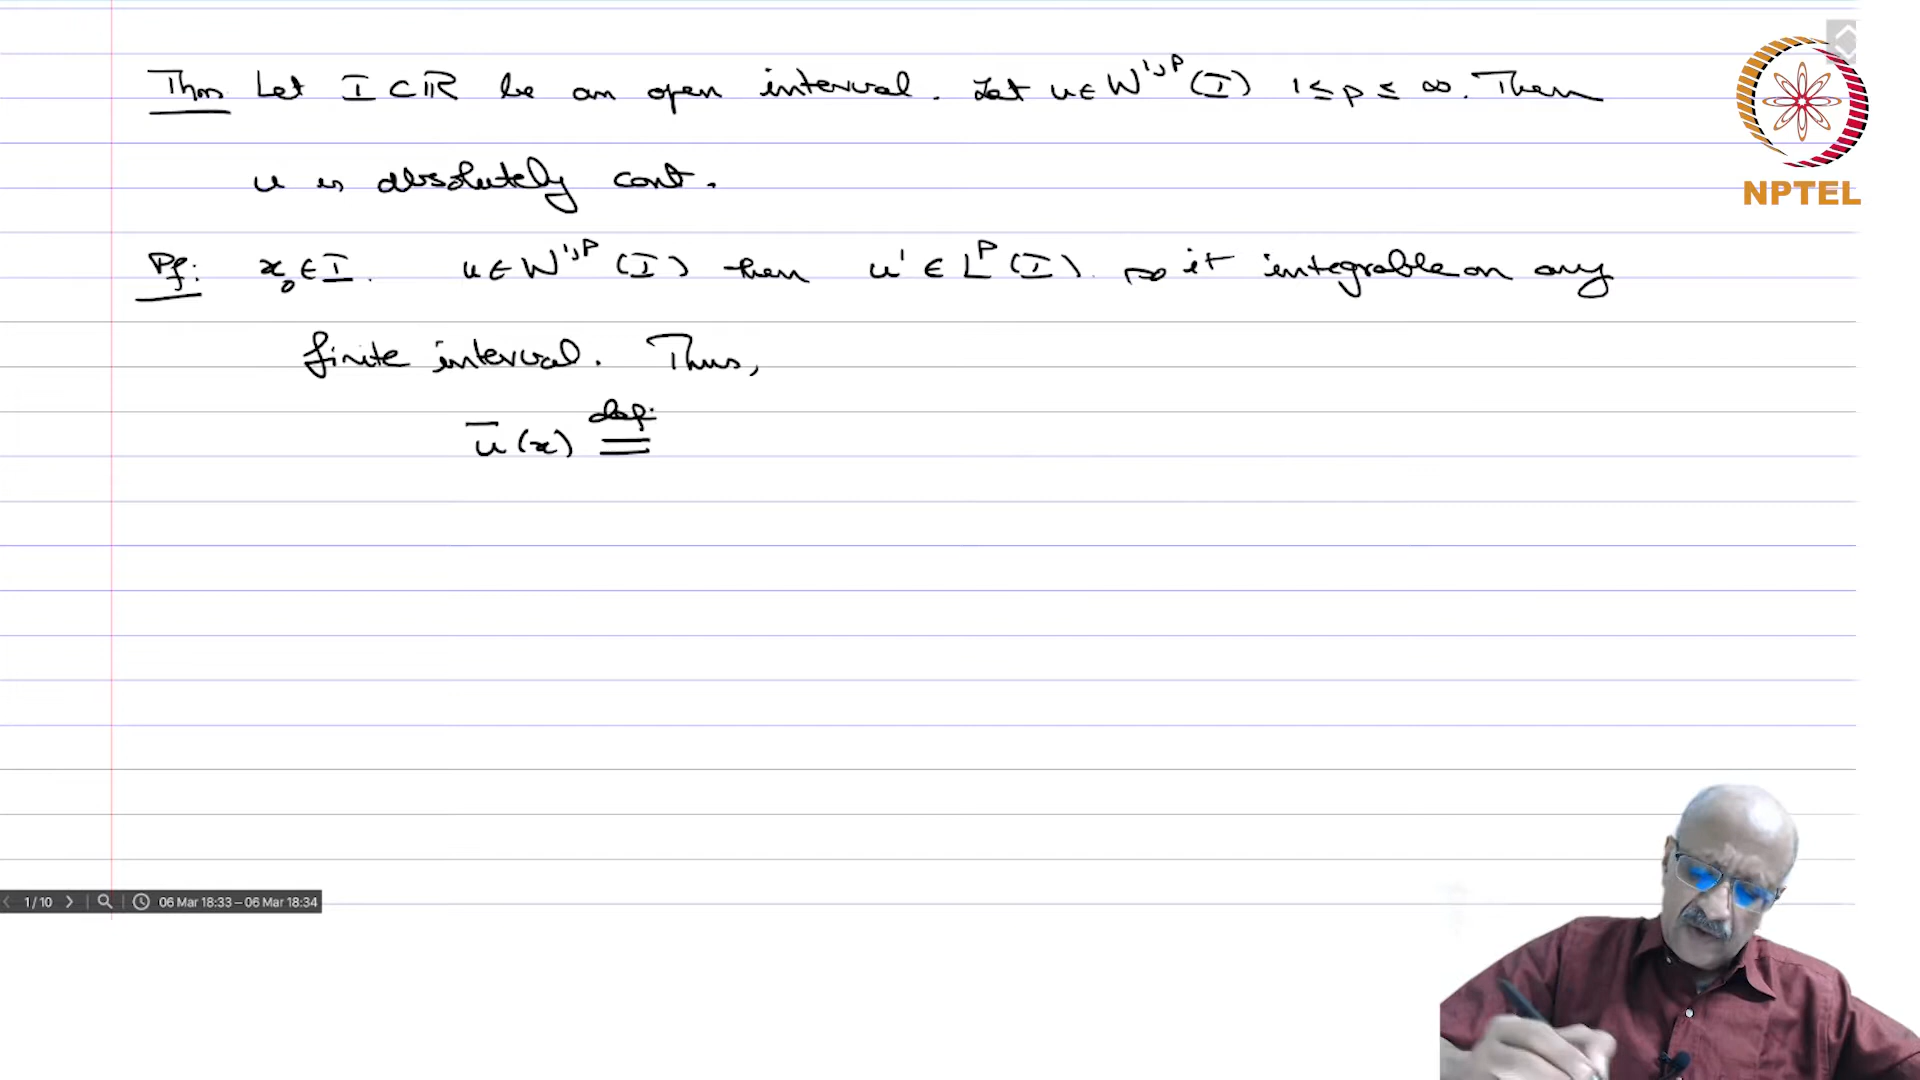 Thm Let I ⊂ ℝ be an open interval. Let u ∈ W^{1,p}(I) 1 ≤ p ≤ ∞. Then
u is absolutely cont.
Pf: x₀ ∈ I. u ∈ W^{1,p}(I) then u' ∈ L^p(I). so it integrable on any
finite interval. Thus,
ū(x) def. =
NPTEL
1/10 06 Mar 18:33 – 06 Mar 18:34